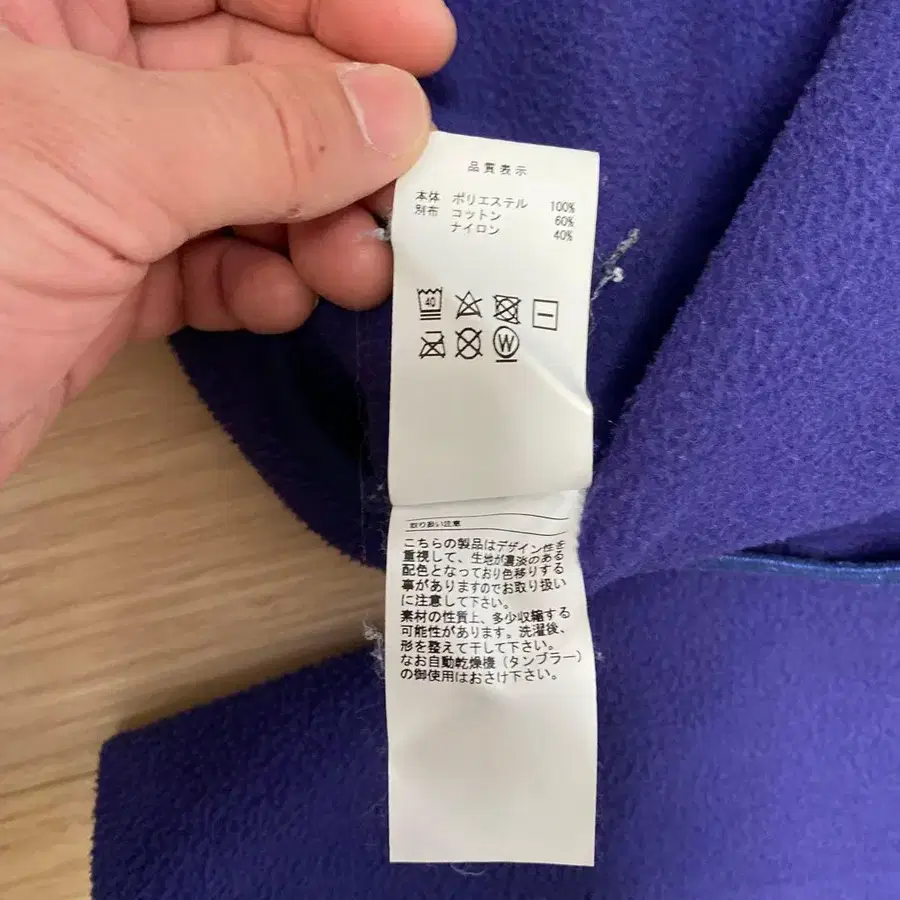 品質表示
本体 ポリエステル 100%
別布 コットン 60%
ナイロン 40%
40
W
取り扱い注意
こちらの製品はデザイン性を
重視して、生地が濃淡のある
配色となっており色移りする
事がありますのでお取り扱い
に注意して下さい。
素材の性質上、多少収縮する
可能性があります。洗濯後、
形を整えて干して下さい。
なお自動乾燥機（タンブラー）
の御使用はおさけ下さい。